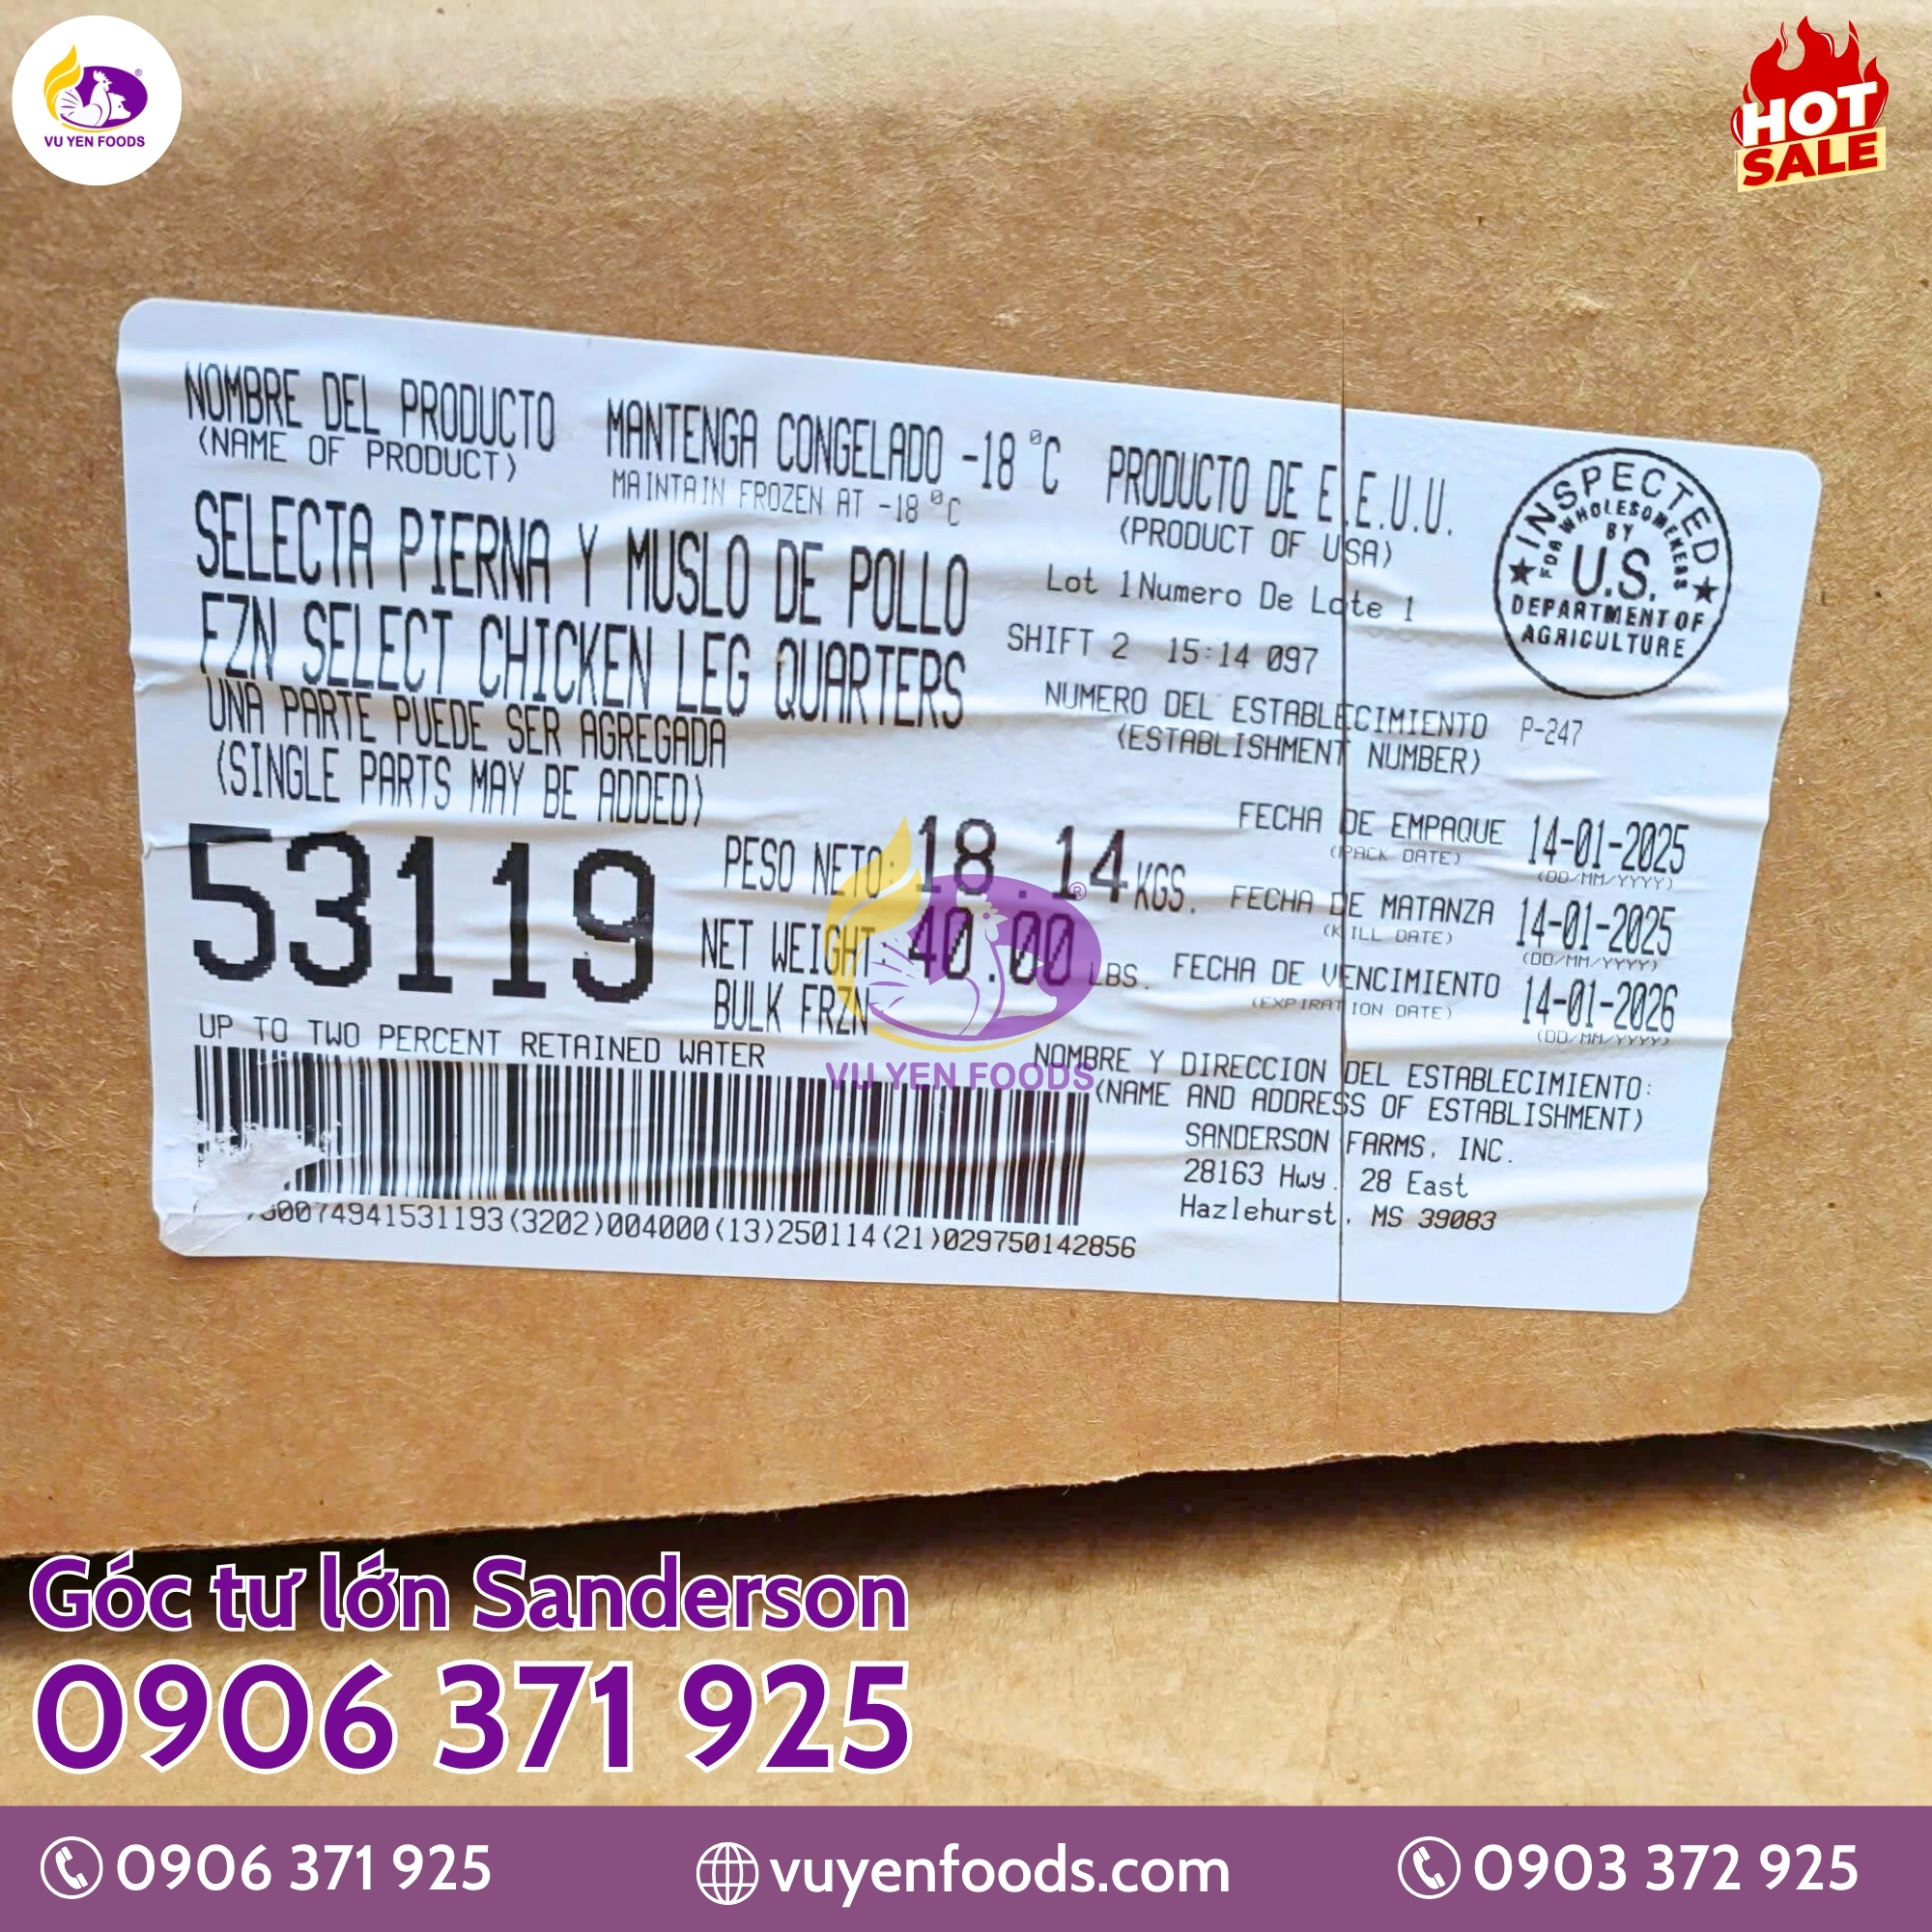 VU YEN FOODS
HOT
SALE
NOMBRE DEL PRODUCTO
(NAME OF PRODUCT)
MANTENGA CONGELADO -18 °C
MAINTAIN FROZEN AT -18 °C
PRODUCTO DE E.E.U.U.
(PRODUCT OF USA)
INSPECTED
FOR WHOLESOMENESS
BY
U.S.
DEPARTMENT OF
AGRICULTURE
SELECTA PIERNA Y MUSLO DE POLLO
FZN SELECT CHICKEN LEG QUARTERS
UNA PARTE PUEDE SER AGREGADA
(SINGLE PARTS MAY BE ADDED)
Lot 1 Numero De Lote 1
SHIFT 2 15:14 097
NUMERO DEL ESTABLECIMIENTO P-247
(ESTABLISHMENT NUMBER)
53119
PESO NETO: 18.14 KGS.
NET WEIGHT: 40.00 LBS.
BULK FRZN
FECHA DE EMPAQUE 14-01-2025
(PACK DATE) (DD/MM/YYYY)
FECHA DE MATANZA 14-01-2025
(KILL DATE) (DD/MM/YYYY)
FECHA DE VENCIMIENTO 14-01-2026
(EXPIRATION DATE) (DD/MM/YYYY)
UP TO TWO PERCENT RETAINED WATER
VU YEN FOODS
NOMBRE Y DIRECCION DEL ESTABLECIMIENTO:
(NAME AND ADDRESS OF ESTABLISHMENT)
SANDERSON FARMS, INC.
28163 Hwy. 28 East
Hazlehurst, MS 39083
00074941531193(3202)004000(13)250114(21)029750142856
Góc tư lớn Sanderson
0906 371 925
0906 371 925
vuyenfoods.com
0903 372 925